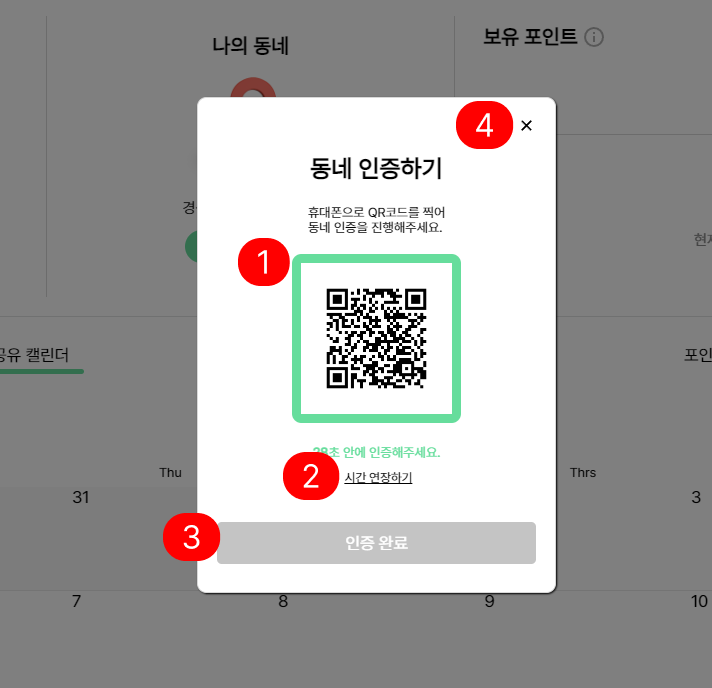 나의 동네
보유 포인트
4
동네 인증하기
휴대폰으로 QR코드를 찍어
동네 인증을 진행해주세요.
1
현재
공유 캘린더
포인
초 안에 인증해주세요.
2
시간 연장하기
Thu
Thrs
31
3
3
인증 완료
7
8
9
10